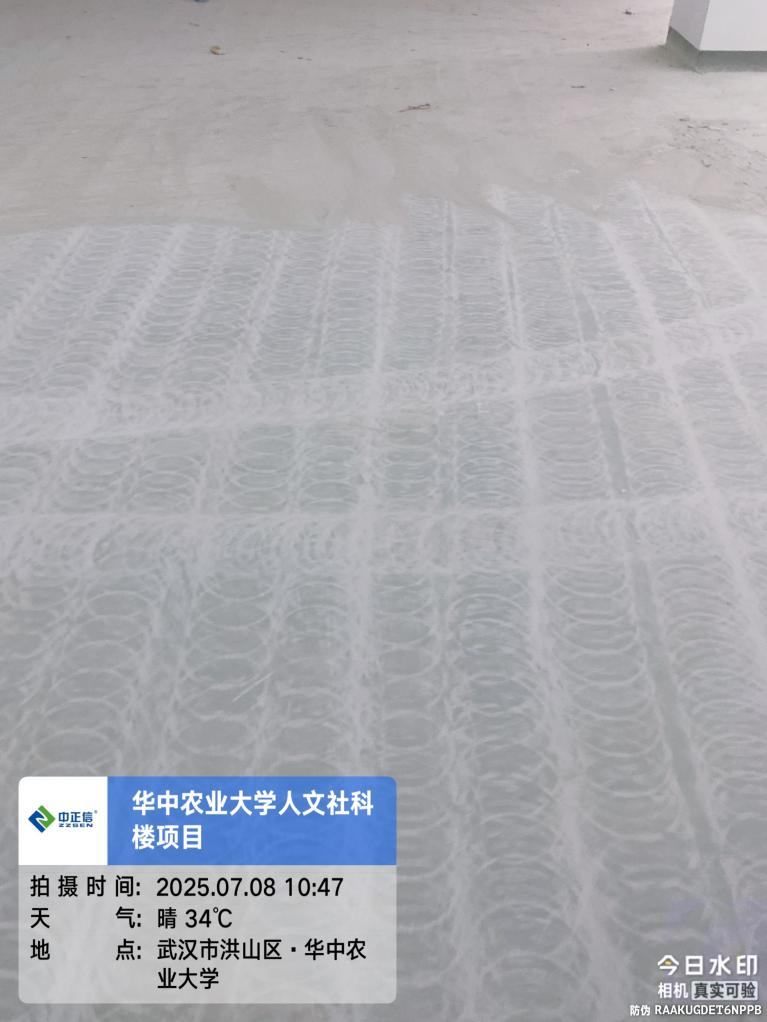 中正信®
ZZSEN
华中农业大学人文社科
楼项目
拍摄时间: 2025.07.08 10:47
天气: 晴 34℃
地点: 武汉市洪山区·华中农
业大学
今日水印
相机 真实可验
防伪 RAAKUGDET6NPPB